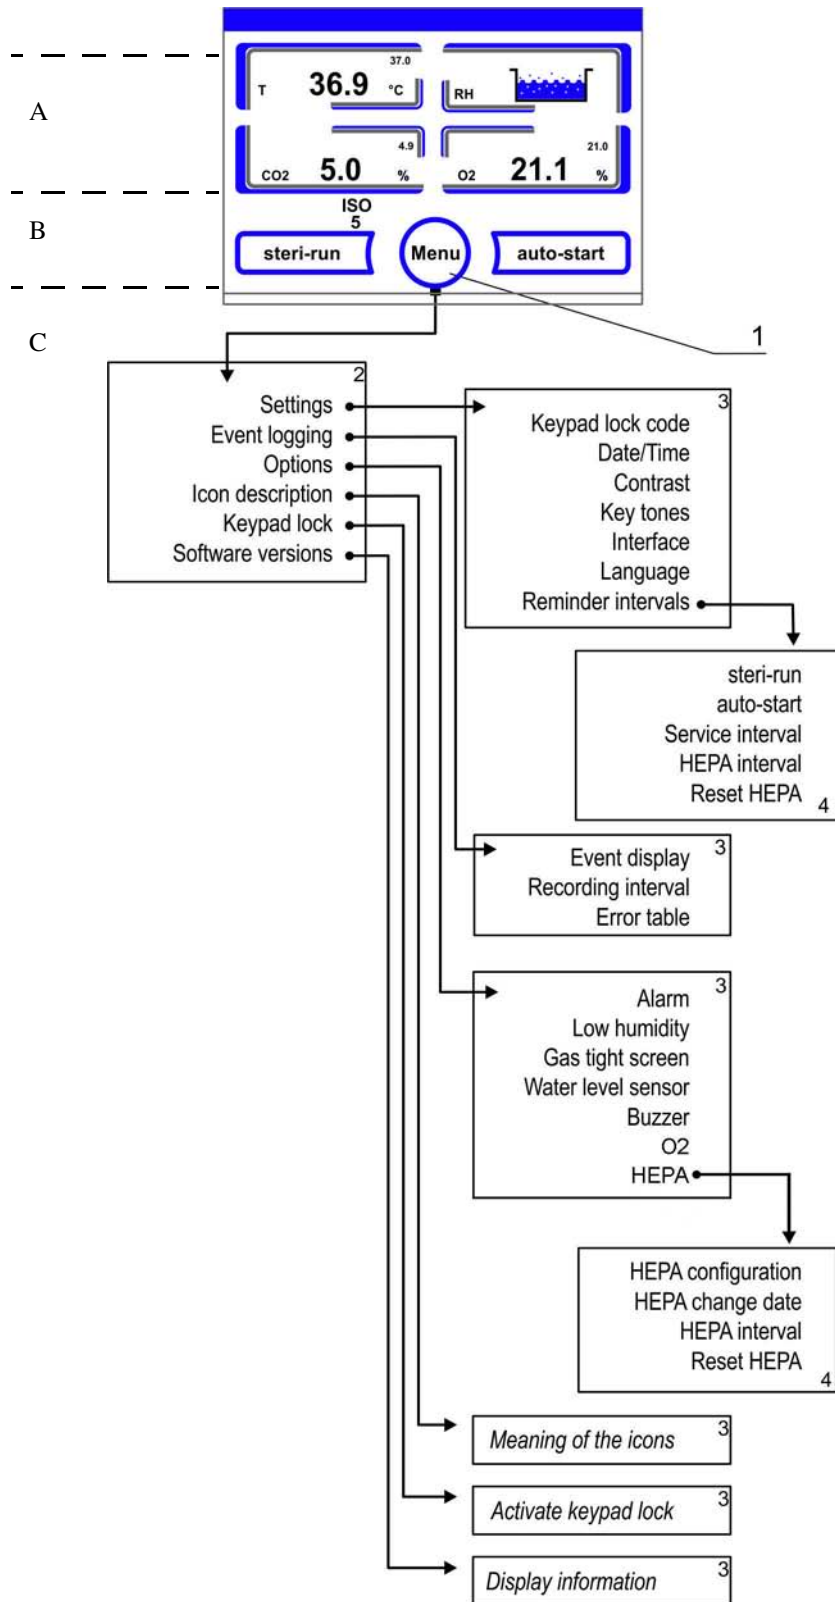 37.0
T 36.9 °C RH
A
4.9 21.0
CO2 5.0 % O2 21.1 %
ISO
5
B
steri-run Menu auto-start
1
C
2
Settings
Event logging
Options
Icon description
Keypad lock
Software versions
3
Keypad lock code
Date/Time
Contrast
Key tones
Interface
Language
Reminder intervals
steri-run
auto-start
Service interval
HEPA interval
Reset HEPA
4
3
Event display
Recording interval
Error table
3
Alarm
Low humidity
Gas tight screen
Water level sensor
Buzzer
O2
HEPA
HEPA configuration
HEPA change date
HEPA interval
Reset HEPA
4
Meaning of the icons 3
Activate keypad lock 3
Display information 3